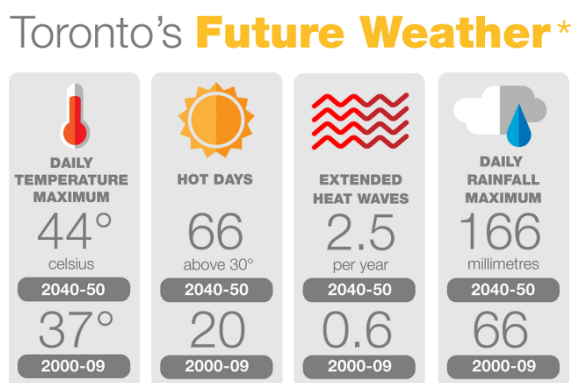 Toronto's Future Weather*
DAILY
TEMPERATURE
MAXIMUM
44°
celsius
2040-50
37°
2000-09
HOT DAYS
66
above 30°
2040-50
20
2000-09
EXTENDED
HEAT WAVES
2.5
per year
2040-50
0.6
2000-09
DAILY
RAINFALL
MAXIMUM
166
millimetres
2040-50
66
2000-09